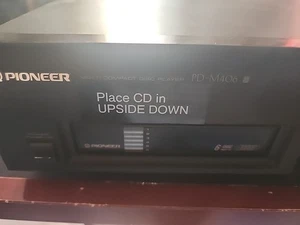 PIONEER
PD-M406
Place CD in
UPSIDE DOWN
PIONEER